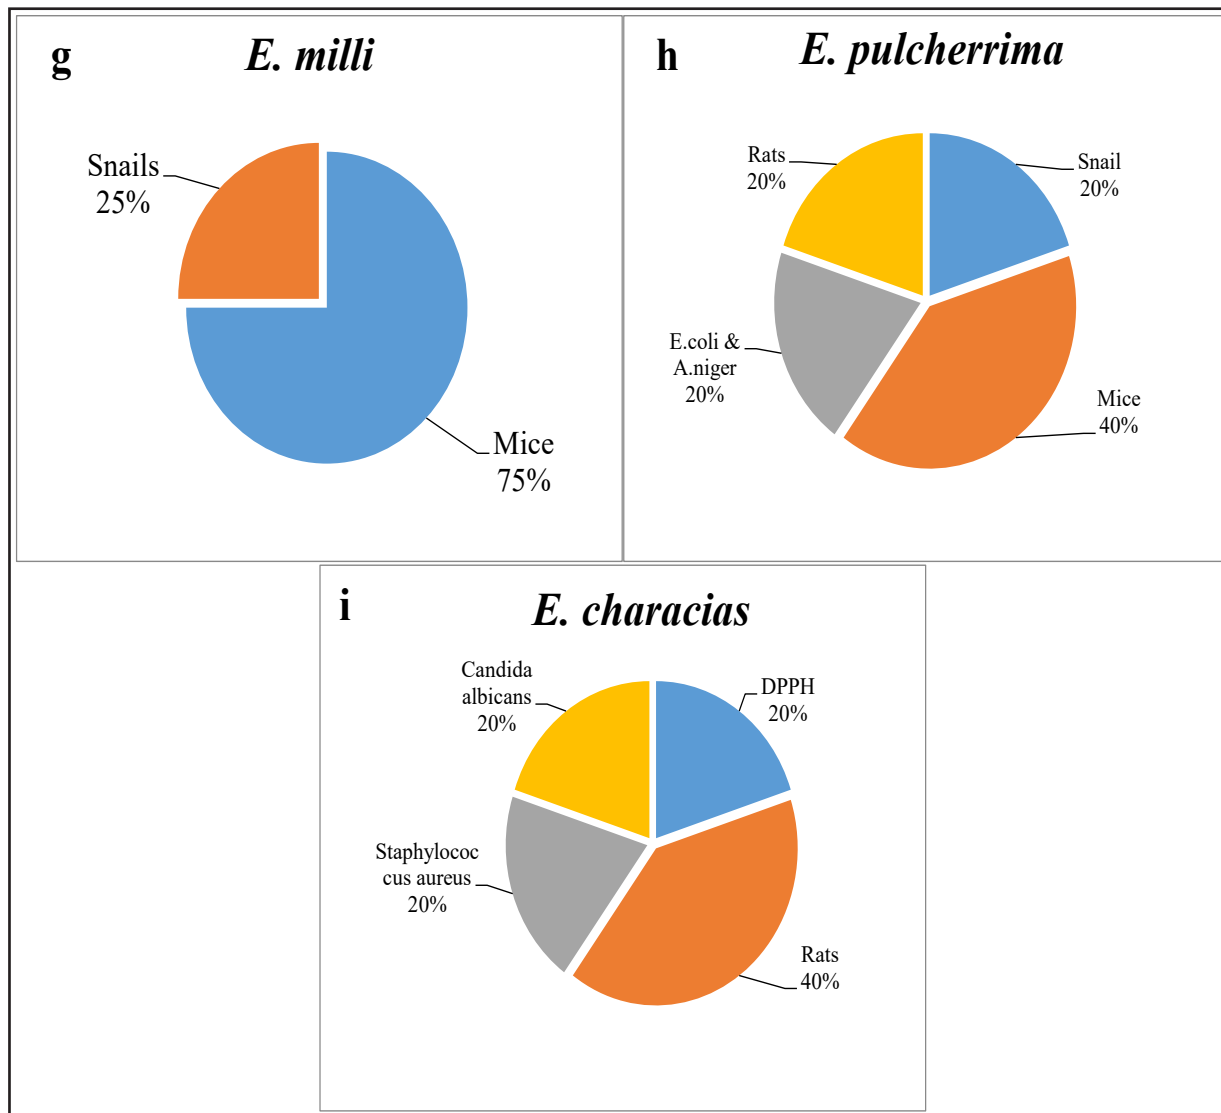 g
E. milli
Snails
25%
Mice
75%
h
E. pulcherrima
Rats
20%
Snail
20%
E.coli &
A.niger
20%
Mice
40%
i
E. characias
Candida
albicans
20%
DPPH
20%
Staphylococ
cus aureus
20%
Rats
40%